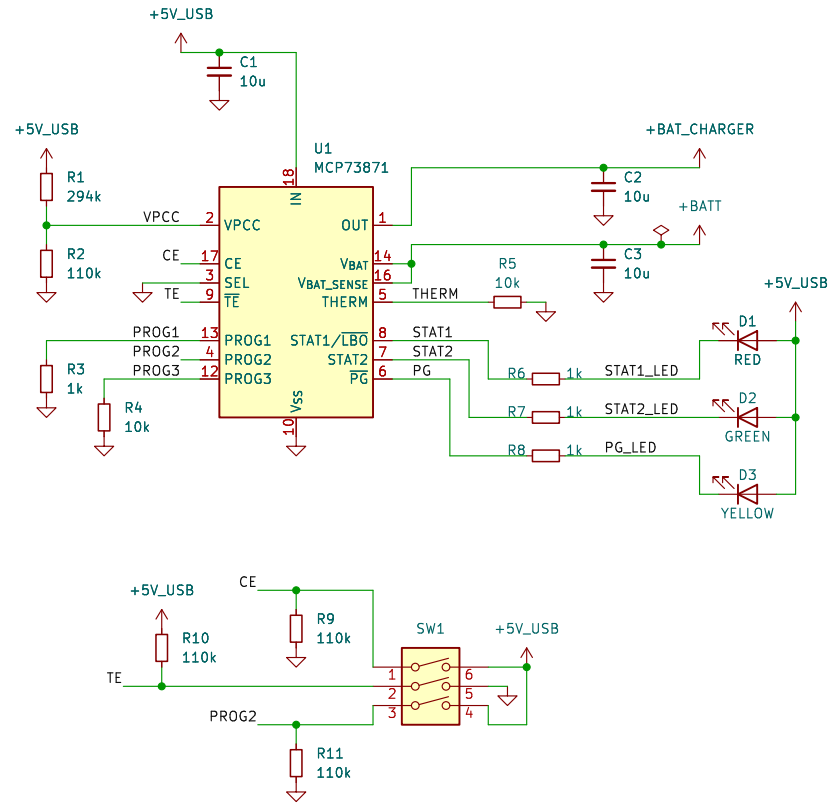 +5V_USB
C1
10u
+5V_USB
R1
294k
R2
110k
U1
MCP73871
18
IN
VPCC
2
VPCC
CE
17
CE
3
SEL
TE
9
TE
PROG1
13
PROG1
PROG2
4
PROG2
PROG3
12
PROG3
R3
1k
R4
10k
10
VSS
OUT
1
VBAT
14
VBAT_SENSE
16
THERM
5
THERM
STAT1/LBO
8
STAT1
STAT2
7
STAT2
PG
6
PG
+BAT_CHARGER
C2
10u
+BATT
C3
10u
R5
10k
+5V_USB
R6
1k
STAT1_LED
D1
RED
R7
1k
STAT2_LED
D2
GREEN
R8
1k
PG_LED
D3
YELLOW
CE
R9
110k
+5V_USB
R10
110k
TE
PROG2
R11
110k
SW1
1
2
3
6
5
4
+5V_USB